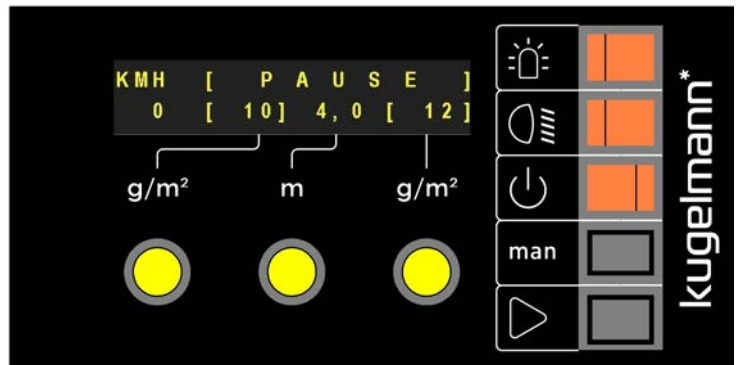 KMH [ PAUSE ]
0 [ 10] 4,0 [ 12]
g/m² m g/m²
man
kugelmann*